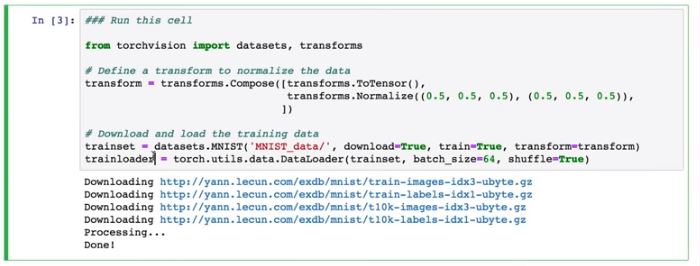 In [3]: ### Run this cell
from torchvision import datasets, transforms
# Define a transform to normalize the data
transform = transforms.Compose([transforms.ToTensor(),
transforms.Normalize((0.5, 0.5, 0.5), (0.5, 0.5, 0.5)),
])
# Download and load the training data
trainset = datasets.MNIST('MNIST_data/', download=True, train=True, transform=transform)
trainloader = torch.utils.data.DataLoader(trainset, batch_size=64, shuffle=True)
Downloading http://yann.lecun.com/exdb/mnist/train-images-idx3-ubyte.gz
Downloading http://yann.lecun.com/exdb/mnist/train-labels-idx1-ubyte.gz
Downloading http://yann.lecun.com/exdb/mnist/t10k-images-idx3-ubyte.gz
Downloading http://yann.lecun.com/exdb/mnist/t10k-labels-idx1-ubyte.gz
Processing...
Done!